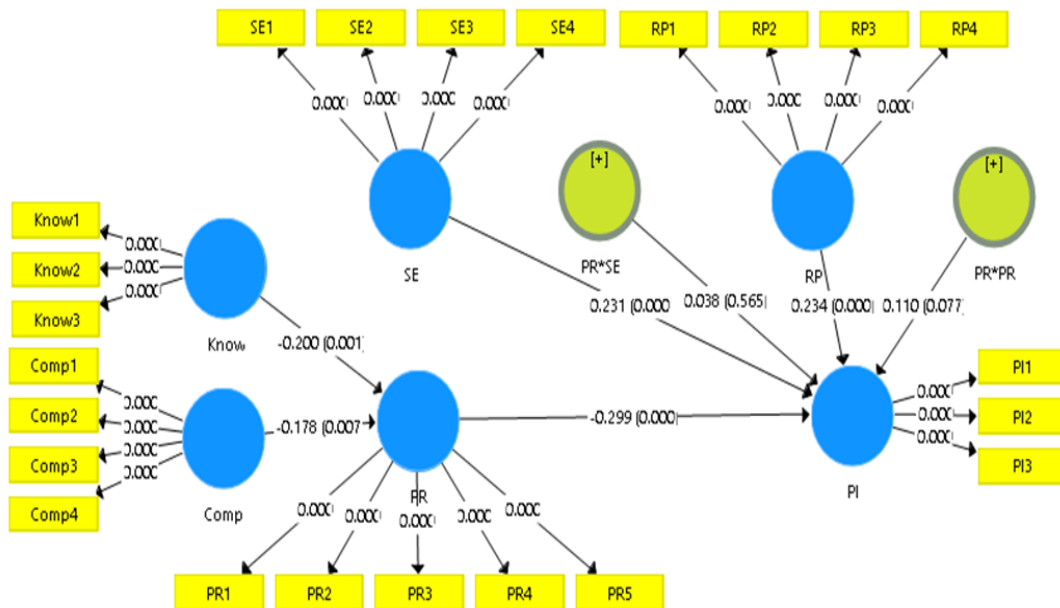 SE1 SE2 SE3 SE4 RP1 RP2 RP3 RP4
0.000 0.000 0.000 0.000 0.000 0.000 0.000 0.000
[+] [+]
Know1
0.000
Know2
0.000
Know3
0.000
SE PR*SE RP PR*PR
0.231 (0.000 0.038 (0.565) 0.234 (0.000) 0.110 (0.077)
Know
-0.200 (0.001)
Comp1
0.000
Comp2
0.000
Comp3
0.000
Comp4
0.000
-0.178 (0.007
-0.299 (0.000)
PI1
0.000
PI2
0.000
PI3
0.000
Comp PR PI
0.000 0.000 0.000 0.000 0.000
PR1 PR2 PR3 PR4 PR5